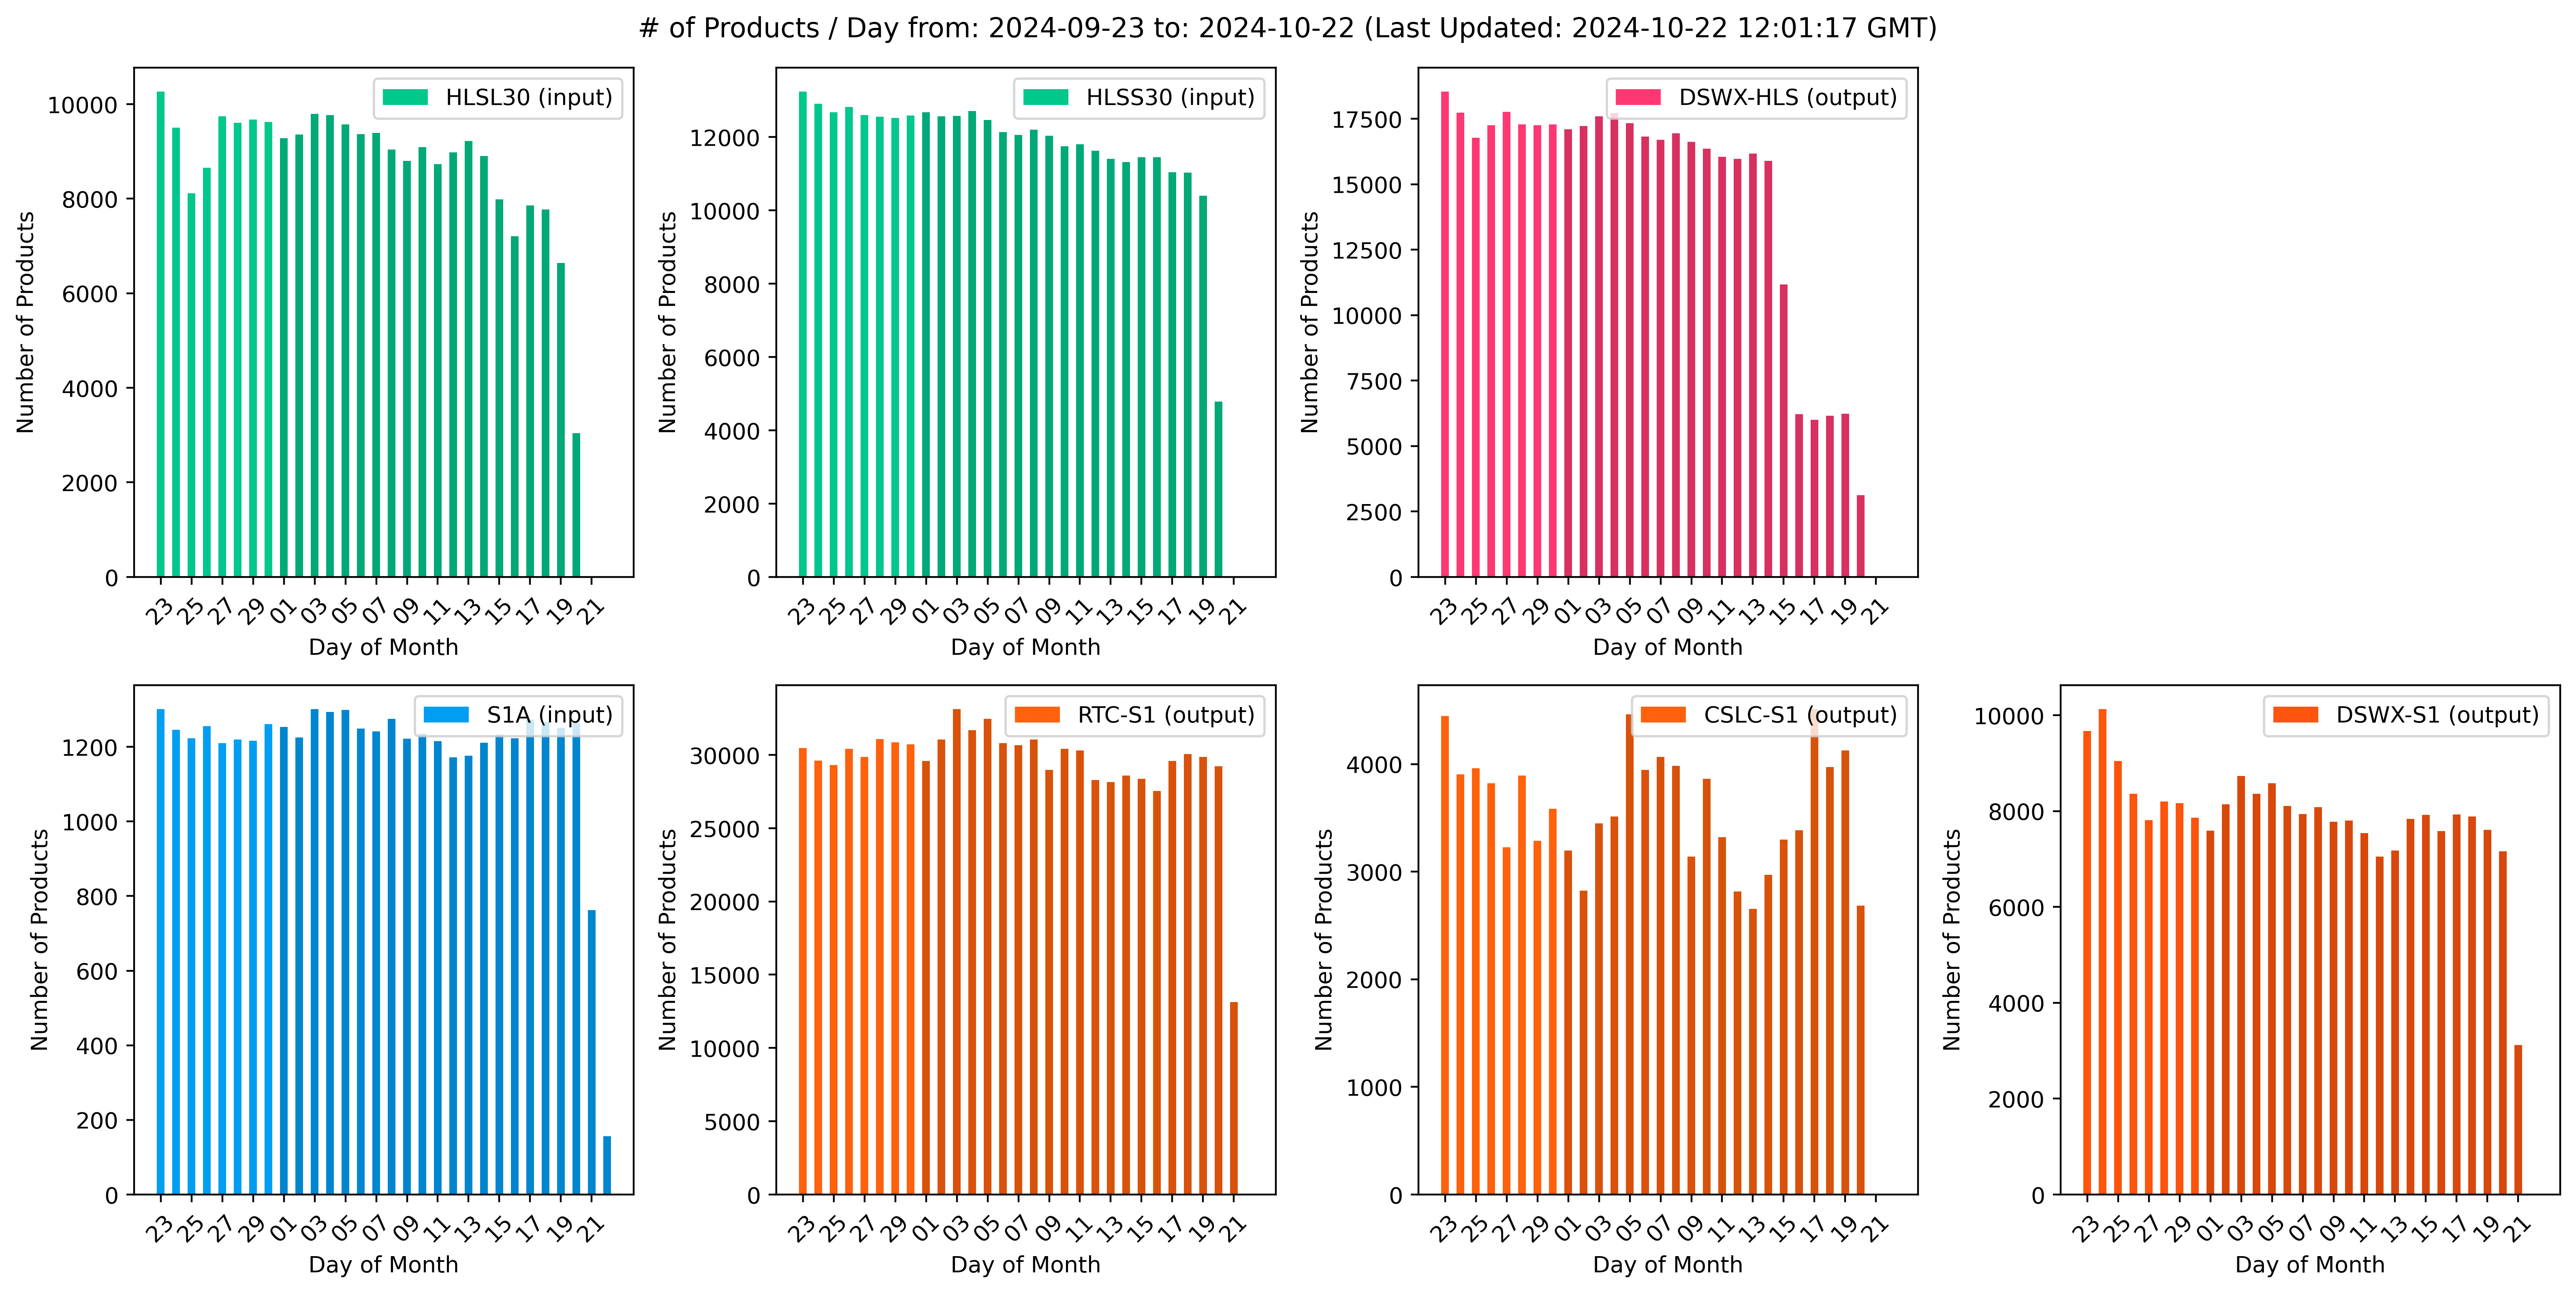 # of Products / Day from: 2024-09-23 to: 2024-10-22 (Last Updated: 2024-10-22 12:01:17 GMT)
HLSL30 (input)
Number of Products
10000
8000
6000
4000
2000
0
23 25 27 29 01 03 05 07 09 11 13 15 17 19 21
Day of Month
HLSS30 (input)
Number of Products
12000
10000
8000
6000
4000
2000
0
23 25 27 29 01 03 05 07 09 11 13 15 17 19 21
Day of Month
DSWX-HLS (output)
Number of Products
17500
15000
12500
10000
7500
5000
2500
0
23 25 27 29 01 03 05 07 09 11 13 15 17 19 21
Day of Month
S1A (input)
Number of Products
1200
1000
800
600
400
200
0
23 25 27 29 01 03 05 07 09 11 13 15 17 19 21
Day of Month
RTC-S1 (output)
Number of Products
30000
25000
20000
15000
10000
5000
0
23 25 27 29 01 03 05 07 09 11 13 15 17 19 21
Day of Month
CSLC-S1 (output)
Number of Products
4000
3000
2000
1000
0
23 25 27 29 01 03 05 07 09 11 13 15 17 19 21
Day of Month
DSWX-S1 (output)
Number of Products
10000
8000
6000
4000
2000
0
23 25 27 29 01 03 05 07 09 11 13 15 17 19 21
Day of Month